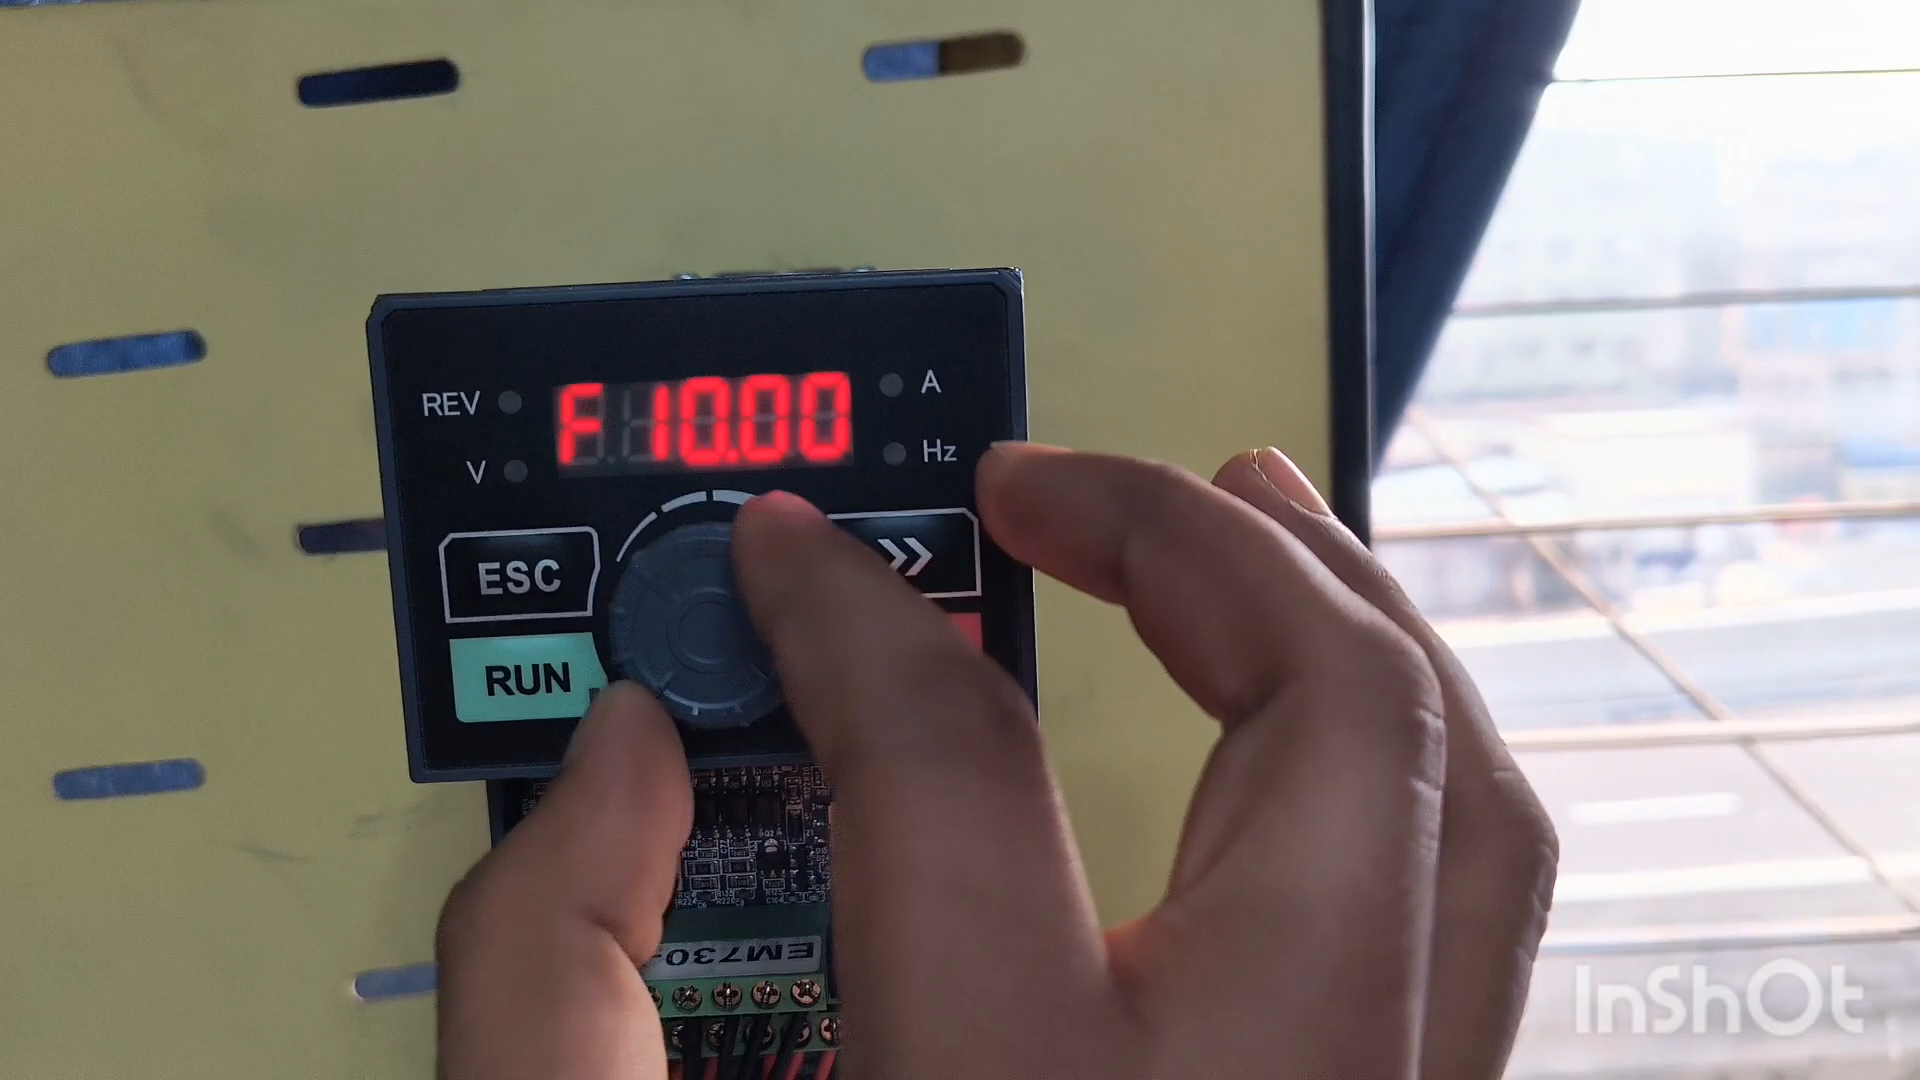 REV
F 10.00
A
V
Hz
ESC
»
RUN
EM730-
InShOt